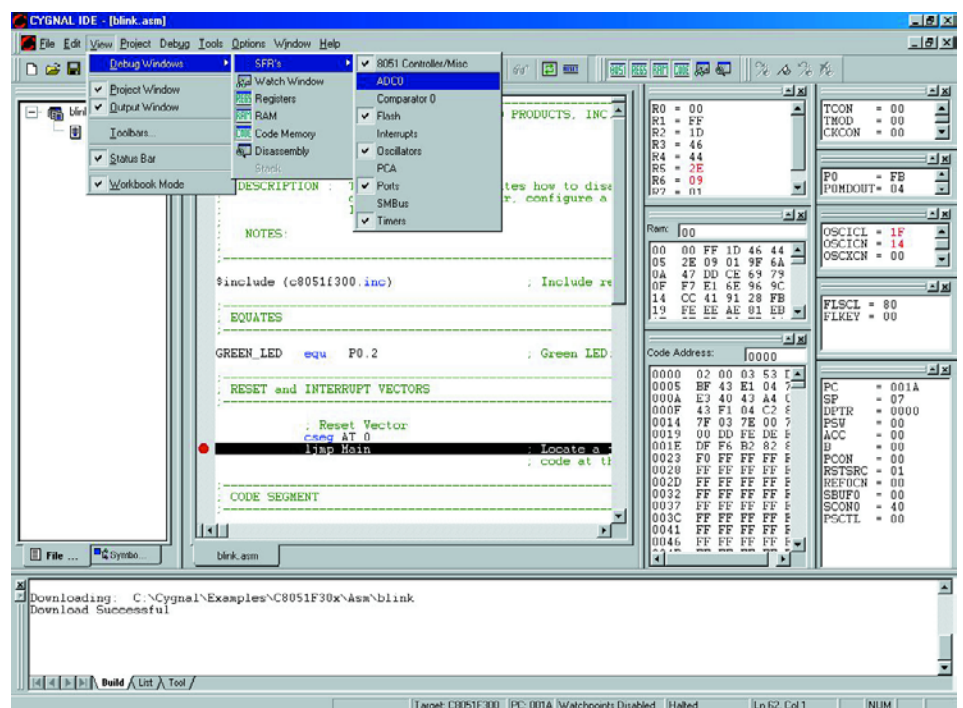 CYGNAL IDE - [blink.asm]
File Edit View Project Debug Tools Options Window Help
Debug Windows
Project Window
Output Window
Toolbars...
Status Bar
Workbook Mode
SFR's
Watch Window
Registers
RAM
Code Memory
Disassembly
Stack
8051 Controller/Misc
ADC0
Comparator 0
Flash
Interrupts
Oscillators
PCA
Ports
SMBus
Timers
PRODUCTS, INC
DESCRIPTION :
tes how to disa
r, configure a
NOTES:
$include (c8051f300.inc) ; Include re
; EQUATES
GREEN_LED equ P0.2 ; Green LED:
; RESET and INTERRUPT VECTORS
; Reset Vector
cseg AT 0
ljmp Main ; Locate a j
; code at th
; CODE SEGMENT
blink.asm
File ... Symbo...
R0 = 00
R1 = FF
R2 = 1D
R3 = 46
R4 = 44
R5 = 2E
R6 = 09
R7 = 01
Ram: 00
00 00 FF 1D 46 44
05 2E 09 01 9F 6A
0A 47 DD CE 69 79
0F F7 E1 6E 96 9C
14 CC 41 91 28 FB
19 FE EE AE 81 EB
Code Address: 0000
0000 02 00 03 53
0005 BF 43 E1 04
000A E3 40 43 A4
000F 43 F1 04 C2
0014 7F 03 7E 00
0019 00 DD FE DE
001E DF F6 B2 82
0023 F0 FF FF FF
0028 FF FF FF FF
002D FF FF FF FF
0032 FF FF FF FF
0037 FF FF FF FF
003C FF FF FF FF
0041 FF FF FF FF
0046 FF FF FF FF
TCON = 00
TMOD = 00
CKCON = 00
P0 = FB
P0MDOUT= 04
OSCICL = 1F
OSCICN = 14
OSCXCN = 00
FLSCL = 80
FLKEY = 00
PC = 001A
SP = 07
DPTR = 0000
PSW = 00
ACC = 00
B = 00
PCON = 00
RSTSRC = 01
REF0CN = 00
SBUF0 = 00
SCON0 = 40
PSCTL = 00
Downloading: C:\Cygnal\Examples\C8051F30x\Asm\blink
Download Successful
Build List Tool
Target: C8051F300 PC: 001A Watchpoints Disabled Halted Ln 62, Col 1 NUM